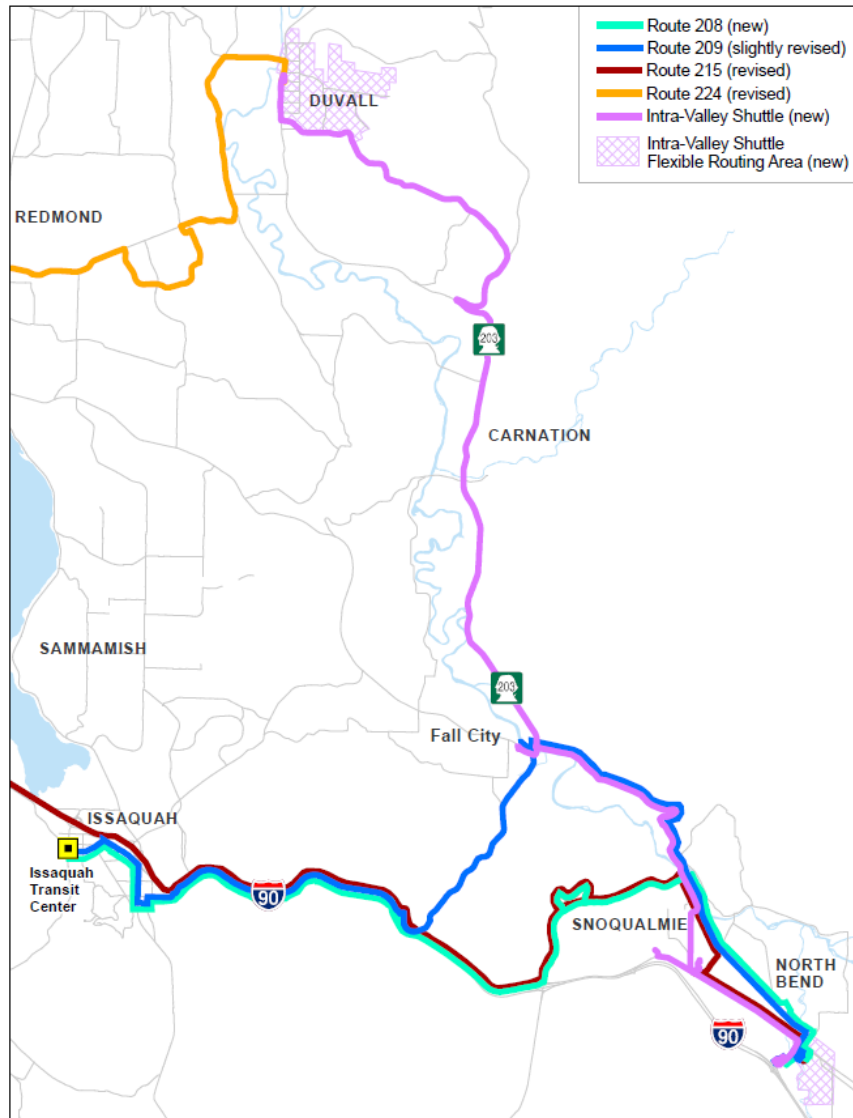 Route 208 (new)
Route 209 (slightly revised)
Route 215 (revised)
Route 224 (revised)
Intra-Valley Shuttle (new)
Intra-Valley Shuttle
Flexible Routing Area (new)
DUVALL
REDMOND
203
CARNATION
SAMMAMISH
203
Fall City
ISSAQUAH
Issaquah
Transit
Center
90
SNOQUALMIE
NORTH
BEND
90